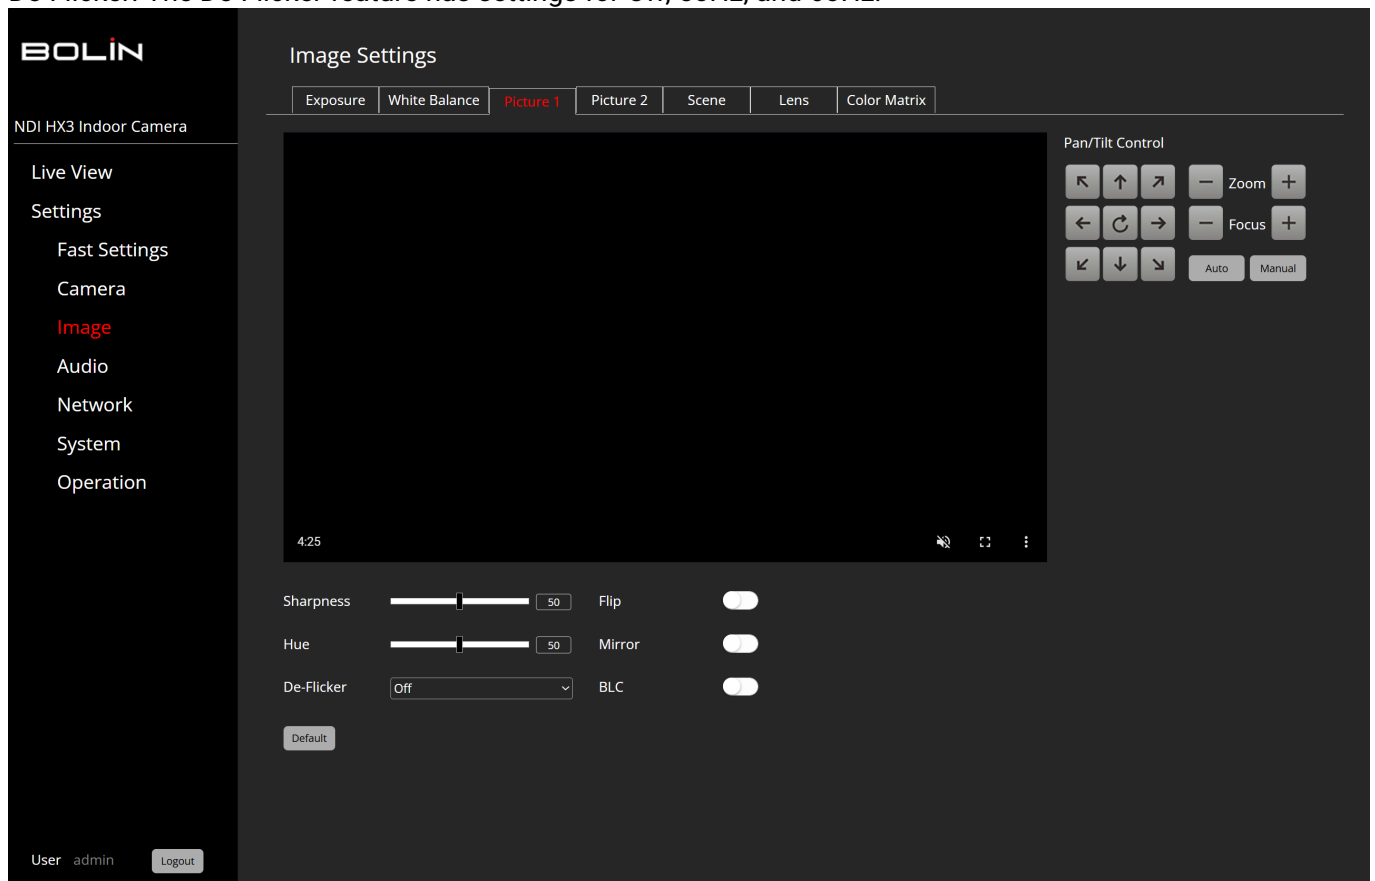 BOLIN
NDI HX3 Indoor Camera
Live View
Settings
Fast Settings
Camera
Image
Audio
Network
System
Operation
User admin Logout
Image Settings
Exposure White Balance Picture 1 Picture 2 Scene Lens Color Matrix
4:25
Pan/Tilt Control
Zoom
Focus
Auto Manual
Sharpness 50 Flip
Hue 50 Mirror
De-Flicker Off BLC
Default